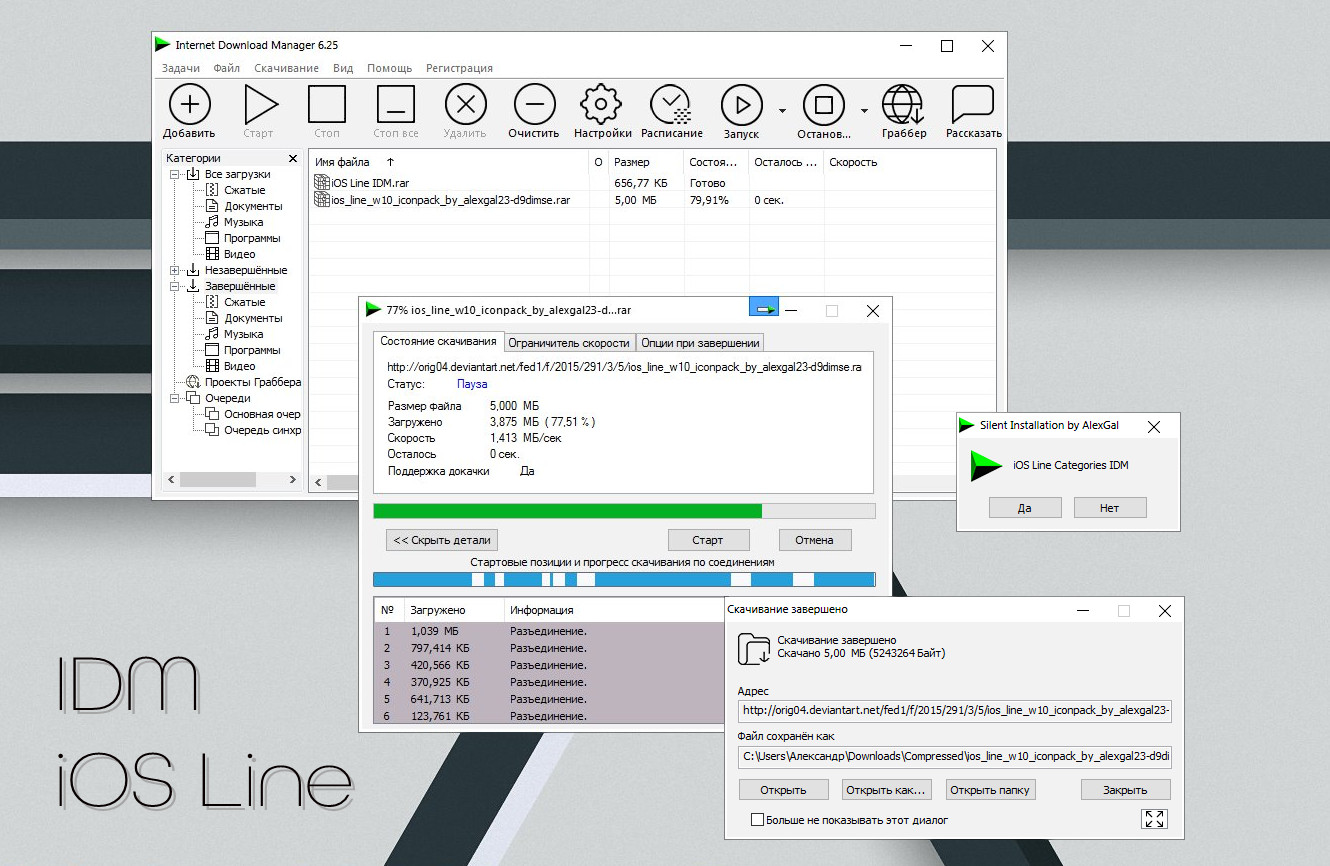 Internet Download Manager 6.25
Задачи Файл Скачивание Вид Помощь Регистрация
Добавить Старт Стоп Стоп все Удалить Очистить Настройки Расписание Запуск Останов... Граббер Рассказать
Категории
Все загрузки
Сжатые
Документы
Музыка
Программы
Видео
Незавершённые
Завершённые
Сжатые
Документы
Музыка
Программы
Видео
Проекты Граббера
Очереди
Основная очер
Очередь синхр
Имя файла О Размер Состоя... Осталось ... Скорость
iOS Line IDM.rar 656,77 КБ Готово
ios_line_w10_iconpack_by_alexgal23-d9dimse.rar 5,00 МБ 79,91% 0 сек.
77% ios_line_w10_iconpack_by_alexgal23-d...rar
Состояние скачивания Ограничитель скорости Опции при завершении
http://orig04.deviantart.net/fed1/f/2015/291/3/5/ios_line_w10_iconpack_by_alexgal23-d9dimse.ra
Статус: Пауза
Размер файла 5,000 МБ
Загружено 3,875 МБ ( 77,51 % )
Скорость 1,413 МБ/сек
Осталось 0 сек.
Поддержка докачки Да
<< Скрыть детали Старт Отмена
Стартовые позиции и прогресс скачивания по соединениям
№ Загружено Информация
1 1,039 МБ Разъединение.
2 797,414 КБ Разъединение.
3 420,566 КБ Разъединение.
4 370,925 КБ Разъединение.
5 641,713 КБ Разъединение.
6 123,761 КБ Разъединение.
Silent Installation by AlexGal
iOS Line Categories IDM
Да Нет
Скачивание завершено
Скачивание завершено
Скачано 5,00 МБ (5243264 Байт)
Адрес
http://orig04.deviantart.net/fed1/f/2015/291/3/5/ios_line_w10_iconpack_by_alexgal23-
Файл сохранён как
C:\Users\Александр\Downloads\Compressed\ios_line_w10_iconpack_by_alexgal23-d9di
Открыть Открыть как... Открыть папку Закрыть
Больше не показывать этот диалог
IDM
iOS Line